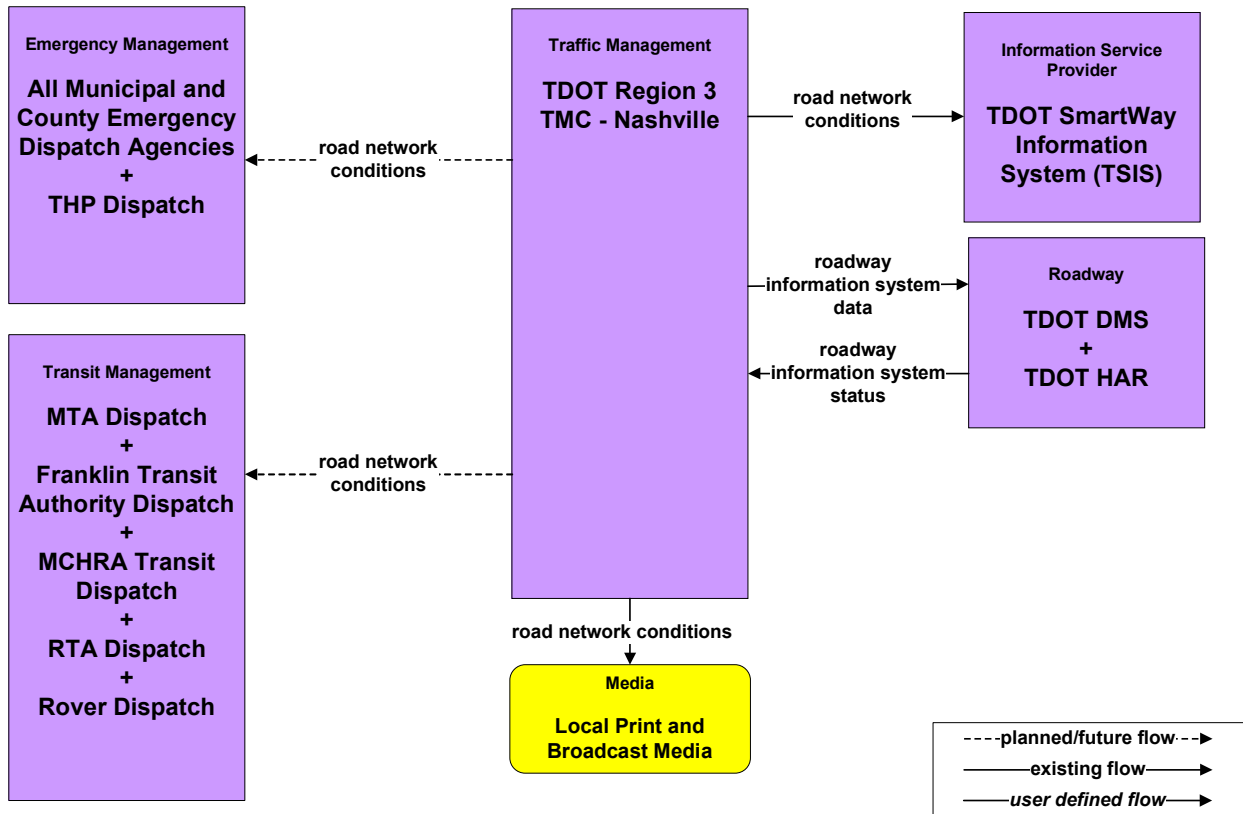 Emergency Management
All Municipal and
County Emergency
Dispatch Agencies
+
THP Dispatch
road network
conditions
Traffic Management
TDOT Region 3
TMC - Nashville
road network
conditions
Information Service
Provider
TDOT SmartWay
Information
System (TSIS)
roadway
information system
data
roadway
information system
status
Roadway
TDOT DMS
+
TDOT HAR
Transit Management
MTA Dispatch
+
Franklin Transit
Authority Dispatch
+
MCHRA Transit
Dispatch
+
RTA Dispatch
+
Rover Dispatch
road network
conditions
road network conditions
Media
Local Print and
Broadcast Media
planned/future flow
existing flow
user defined flow